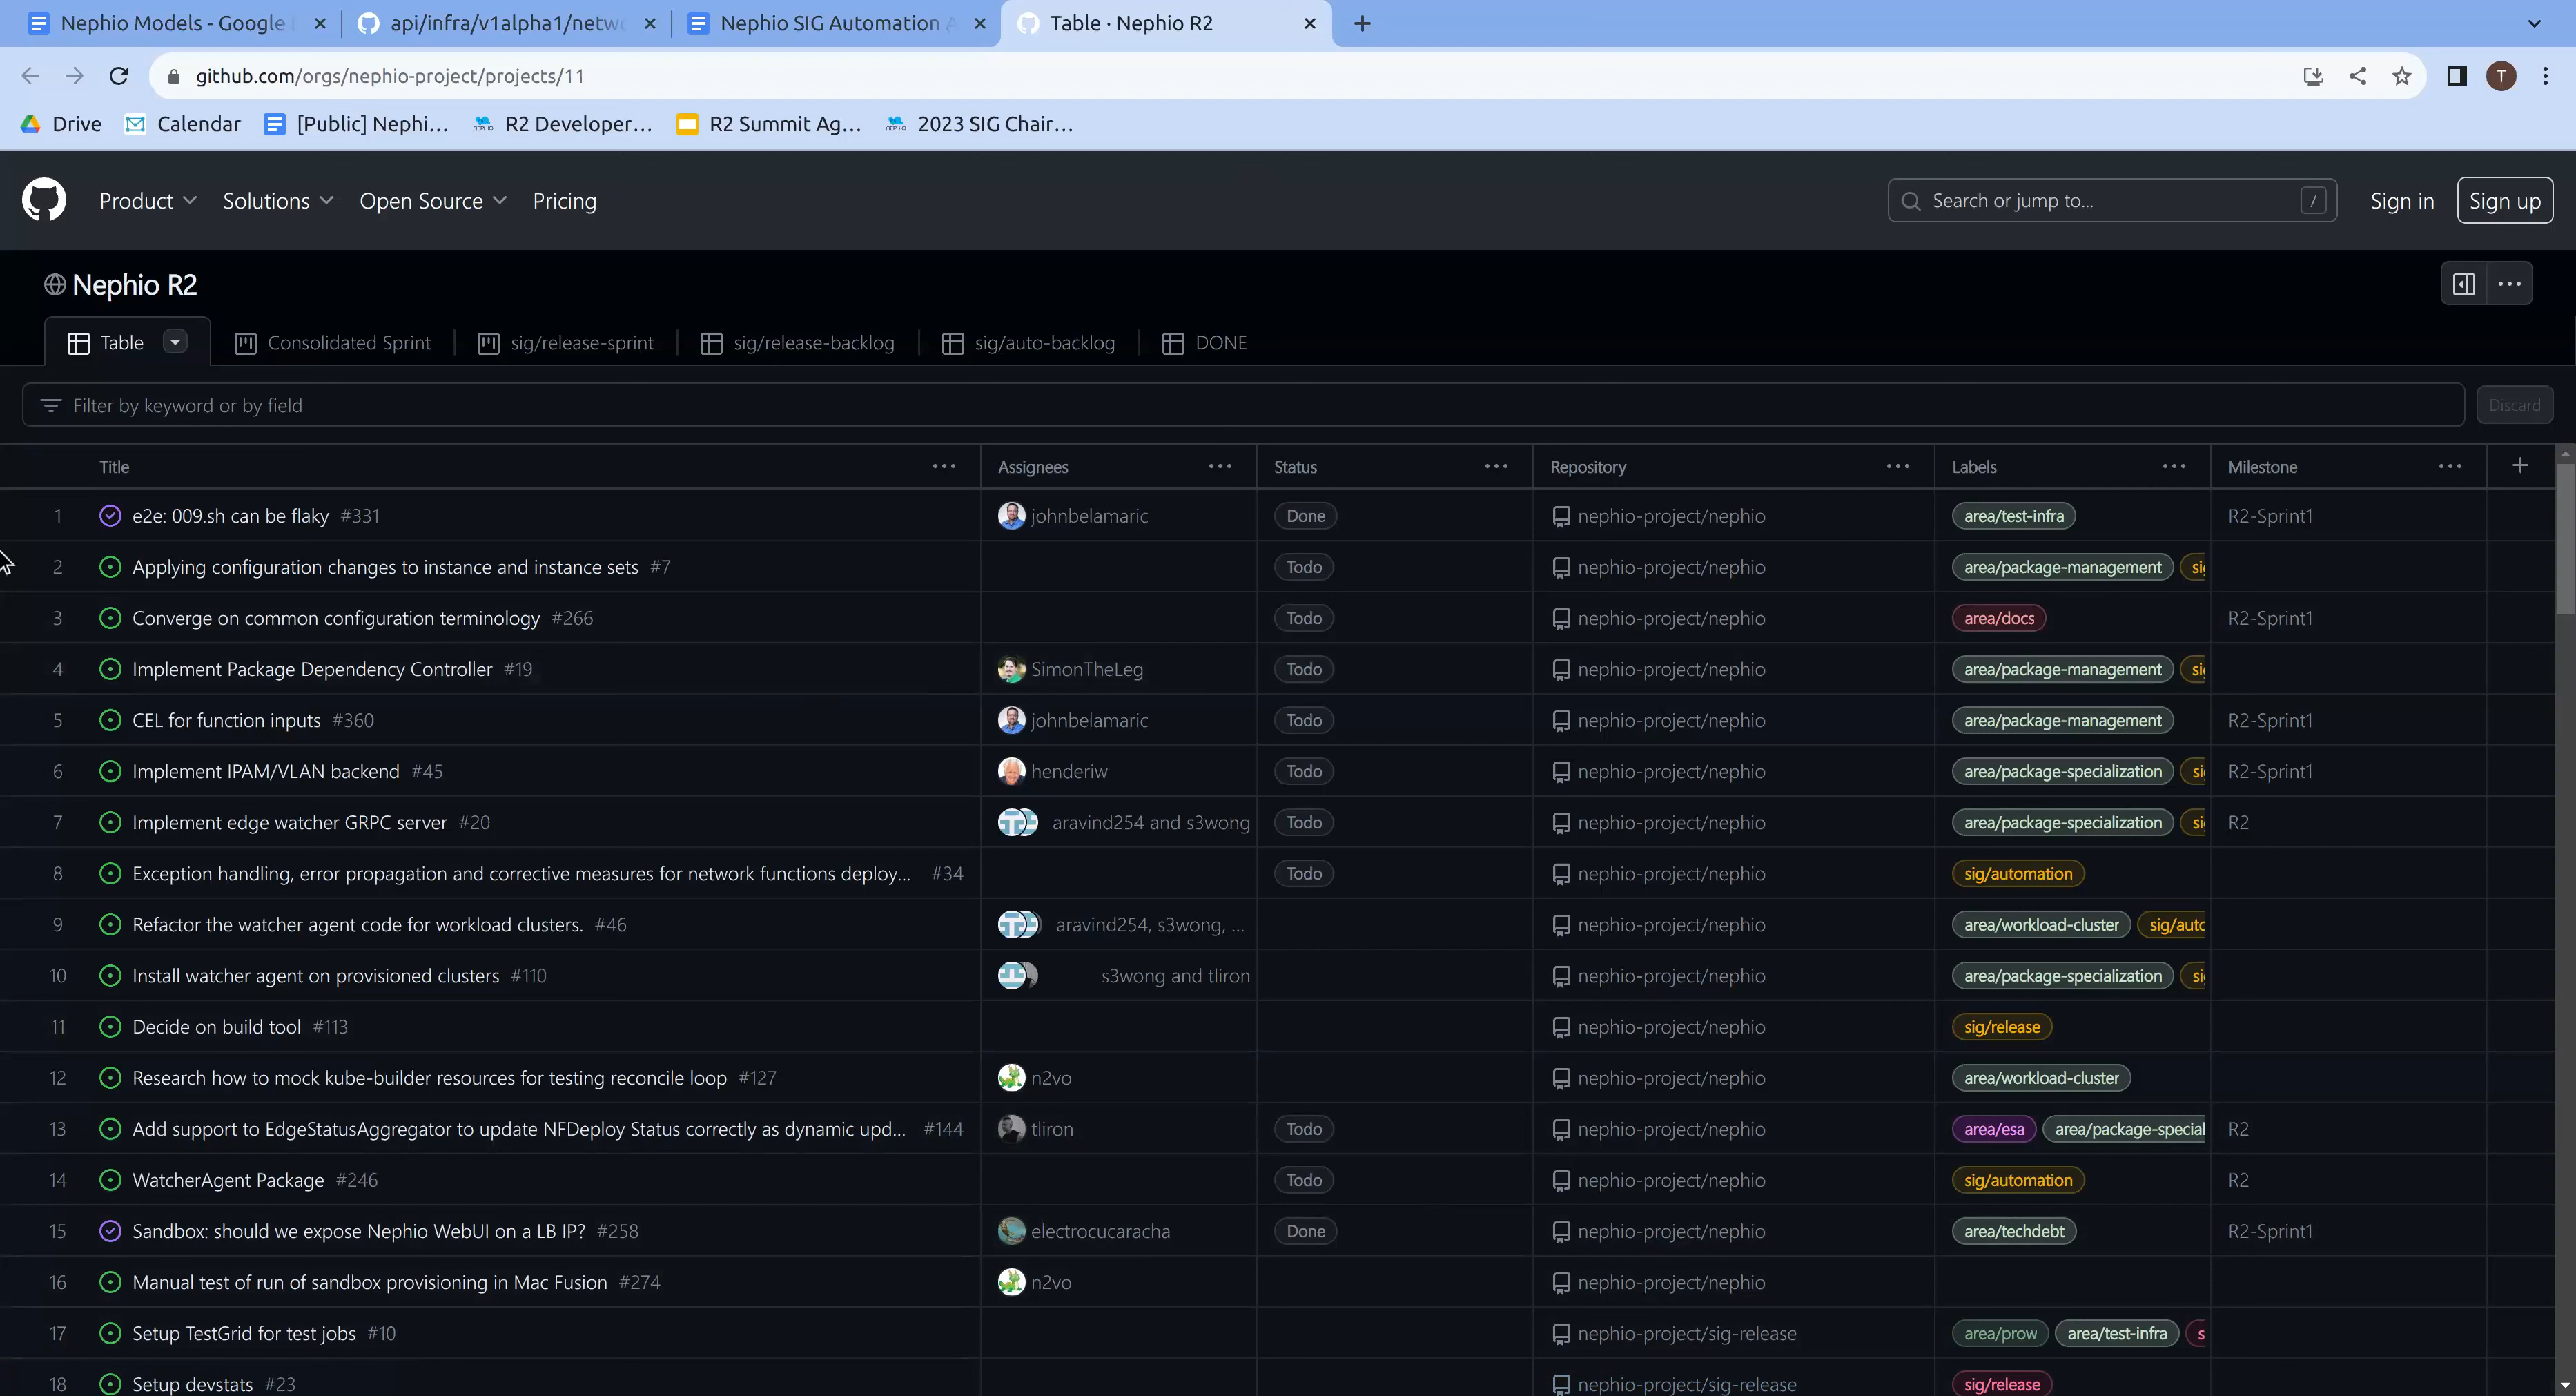 Nephio Models - Google
api/infra/v1alpha1/netwo
Nephio SIG Automation A
Table · Nephio R2
github.com/orgs/nephio-project/projects/11
T
Drive
Calendar
[Public] Nephi...
R2 Developer...
R2 Summit Ag...
2023 SIG Chair...
Product
Solutions
Open Source
Pricing
Search or jump to...
/
Sign in
Sign up
Nephio R2
Table
Consolidated Sprint
sig/release-sprint
sig/release-backlog
sig/auto-backlog
DONE
Filter by keyword or by field
Discard
Title Assignees Status Repository Labels Milestone
1 e2e: 009.sh can be flaky #331 johnbelamaric Done nephio-project/nephio area/test-infra R2-Sprint1
2 Applying configuration changes to instance and instance sets #7 Todo nephio-project/nephio area/package-management si
3 Converge on common configuration terminology #266 Todo nephio-project/nephio area/docs R2-Sprint1
4 Implement Package Dependency Controller #19 SimonTheLeg Todo nephio-project/nephio area/package-management si
5 CEL for function inputs #360 johnbelamaric Todo nephio-project/nephio area/package-management R2-Sprint1
6 Implement IPAM/VLAN backend #45 henderiw Todo nephio-project/nephio area/package-specialization si R2-Sprint1
7 Implement edge watcher GRPC server #20 aravind254 and s3wong Todo nephio-project/nephio area/package-specialization si R2
8 Exception handling, error propagation and corrective measures for network functions deploy... #34 Todo nephio-project/nephio sig/automation
9 Refactor the watcher agent code for workload clusters. #46 aravind254, s3wong, ... nephio-project/nephio area/workload-cluster sig/auto
10 Install watcher agent on provisioned clusters #110 s3wong and tliron nephio-project/nephio area/package-specialization si
11 Decide on build tool #113 nephio-project/nephio sig/release
12 Research how to mock kube-builder resources for testing reconcile loop #127 n2vo nephio-project/nephio area/workload-cluster
13 Add support to EdgeStatusAggregator to update NFDeploy Status correctly as dynamic upd... #144 tliron Todo nephio-project/nephio area/esa area/package-special R2
14 WatcherAgent Package #246 Todo nephio-project/nephio sig/automation R2
15 Sandbox: should we expose Nephio WebUI on a LB IP? #258 electrocucaracha Done nephio-project/nephio area/techdebt R2-Sprint1
16 Manual test of run of sandbox provisioning in Mac Fusion #274 n2vo nephio-project/nephio
17 Setup TestGrid for test jobs #10 nephio-project/sig-release area/prow area/test-infra s
18 Setup devstats #23 nephio-project/sig-release sig/release